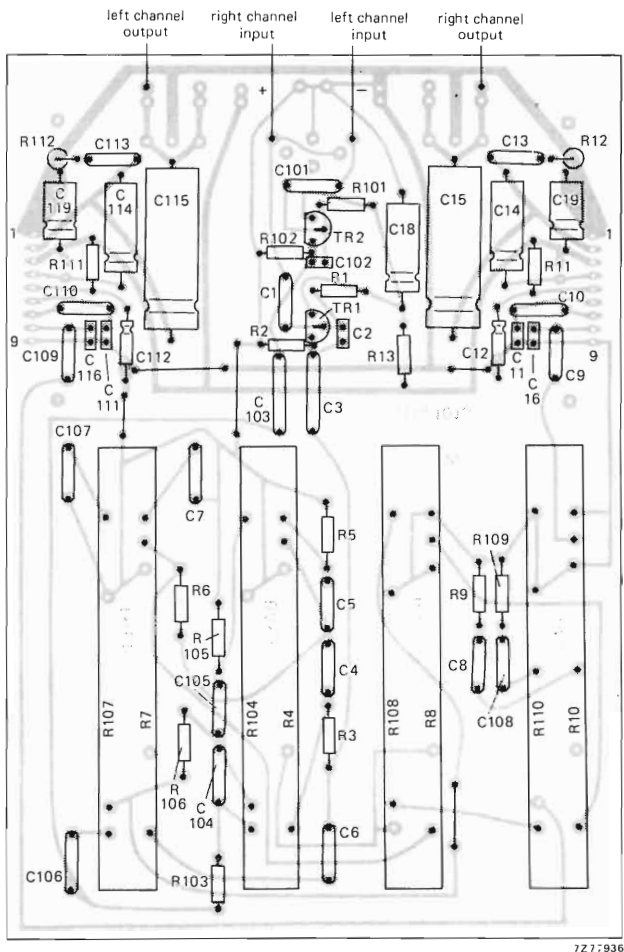 left channel output
right channel input
left channel input
right channel output
+
−
R112
C113
C101
C13
R12
C 119
C 114
C115
R101
C18
C15
C14
C19
TR2
1
R102
C102
1
R111
R1
R11
C110
C1
TR1
C10
9
R2
C2
R13
9
C109
C 116
C 111
C112
C12
C 11
C 16
C9
C 103
C3
C107
C7
R5
R109
R6
C5
R9
R 105
C4
C8
C105
C108
R107
R7
R104
R4
R3
R108
R8
R110
R10
R 106
C 104
C6
C106
R103
7Z77936